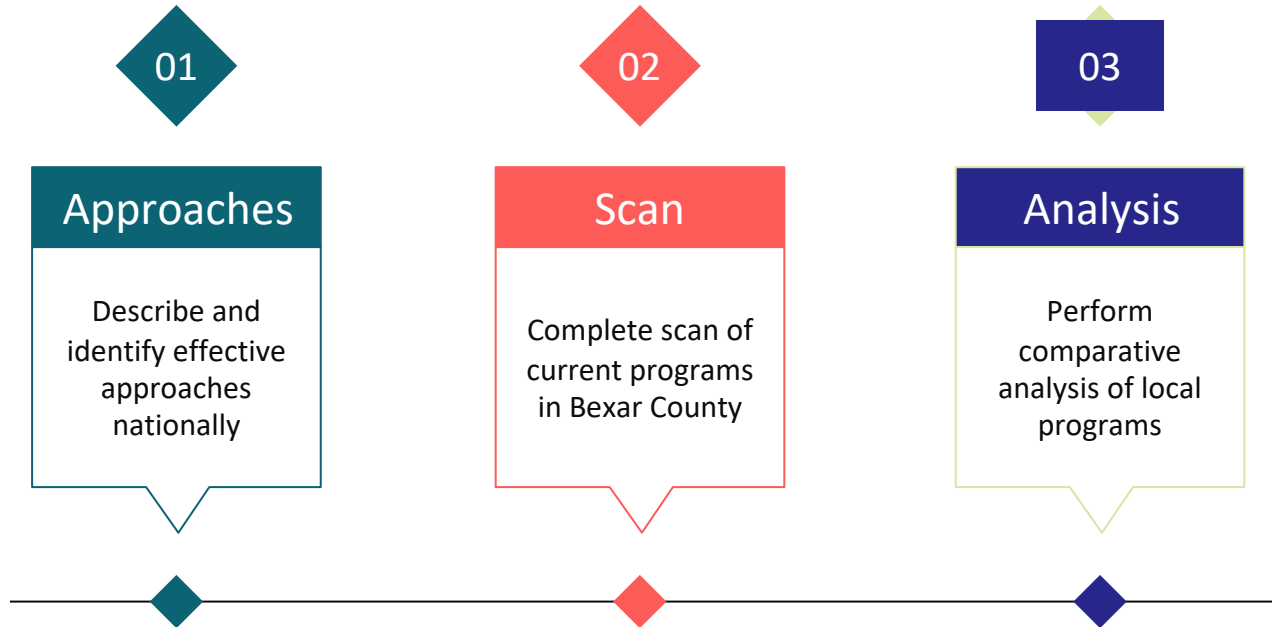 01
Approaches
Describe and
identify effective
approaches
nationally
02
Scan
Complete scan of
current programs
in Bexar County
03
Analysis
Perform
comparative
analysis of local
programs